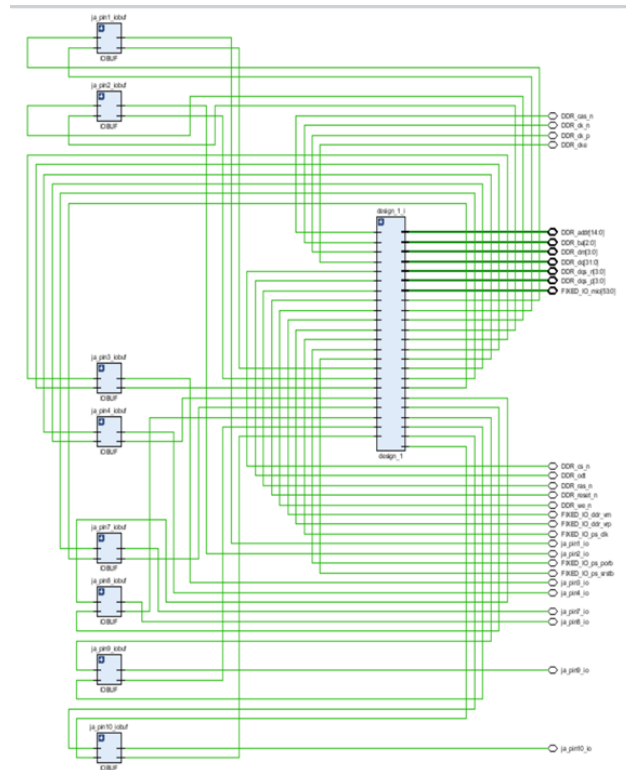 ja_pin1_iobuf
IOBUF
ja_pin2_iobuf
IOBUF
DDR_cas_n
DDR_ck_n
DDR_ck_p
DDR_cke
design_1_i
DDR_addr[14:0]
DDR_ba[2:0]
DDR_dm[3:0]
DDR_dq[31:0]
DDR_dqs_n[3:0]
DDR_dqs_p[3:0]
FIXED_IO_mio[53:0]
ja_pin3_iobuf
IOBUF
ja_pin4_iobuf
IOBUF
design_1
DDR_cs_n
DDR_odt
DDR_ras_n
DDR_reset_n
DDR_we_n
FIXED_IO_ddr_vrn
FIXED_IO_ddr_vrp
FIXED_IO_ps_clk
ja_pin1_io
ja_pin2_io
FIXED_IO_ps_porb
FIXED_IO_ps_srstb
ja_pin3_io
ja_pin4_io
ja_pin7_io
ja_pin8_io
ja_pin7_iobuf
IOBUF
ja_pin8_iobuf
IOBUF
ja_pin9_iobuf
IOBUF
ja_pin9_io
ja_pin10_iobuf
IOBUF
ja_pin10_io